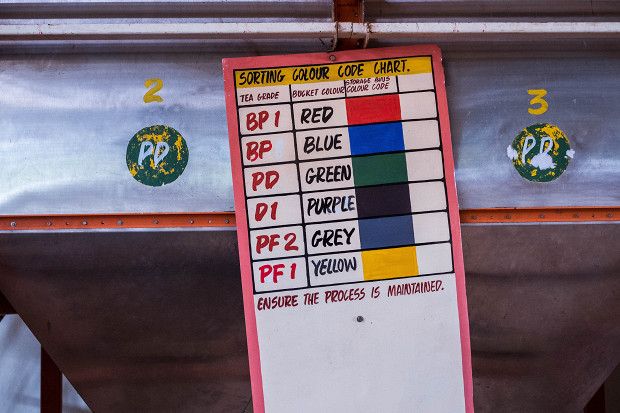 2
PD
3
PD
SORTING COLOUR CODE CHART.
TEA GRADE BUCKET COLOUR STORAGE BINS COLOUR CODE
BP 1 RED
BP BLUE
PD GREEN
D1 PURPLE
PF 2 GREY
PF 1 YELLOW
ENSURE THE PROCESS IS MAINTAINED.